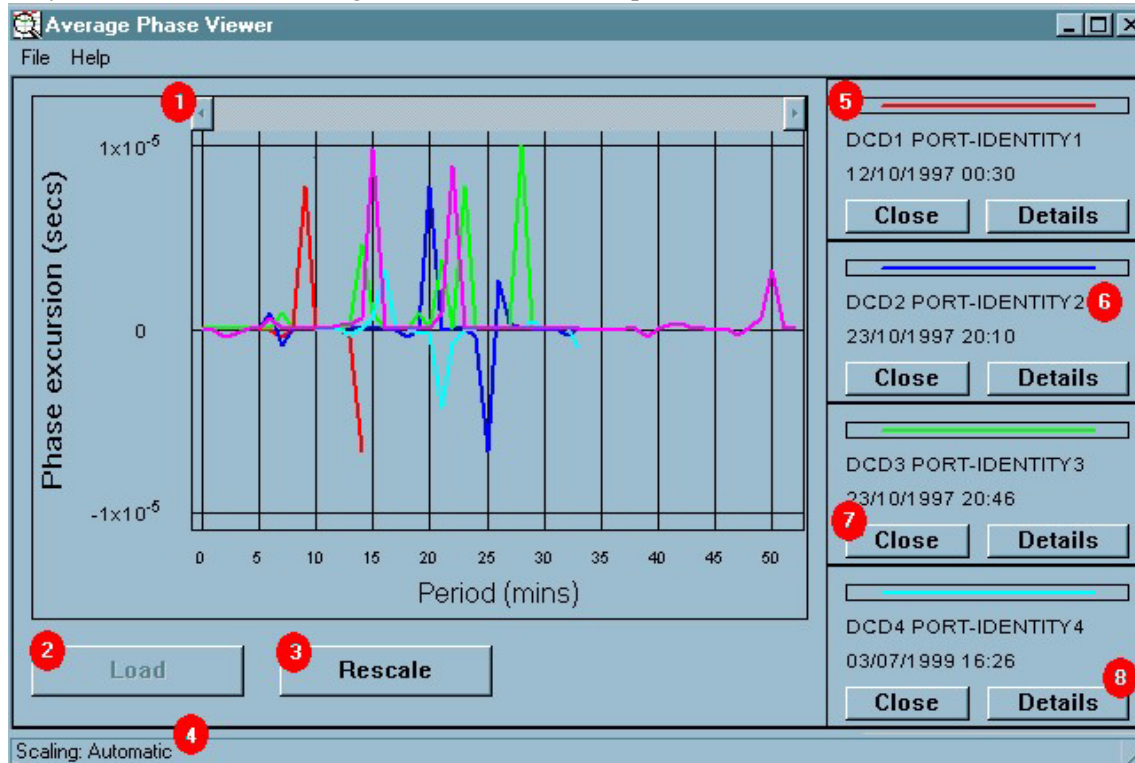 Average Phase Viewer
File Help
1
1x10-5
0
-1x10-5
Phase excursion (secs)
0 5 10 15 20 25 30 35 40 45 50
Period (mins)
2
Load
3
Rescale
4
Scaling: Automatic
5
DCD1 PORT-IDENTITY1
12/10/1997 00:30
Close Details
DCD2 PORT-IDENTITY2
6
23/10/1997 20:10
Close Details
DCD3 PORT-IDENTITY3
23/10/1997 20:46
7
Close Details
DCD4 PORT-IDENTITY4
03/07/1999 16:26
8
Close Details